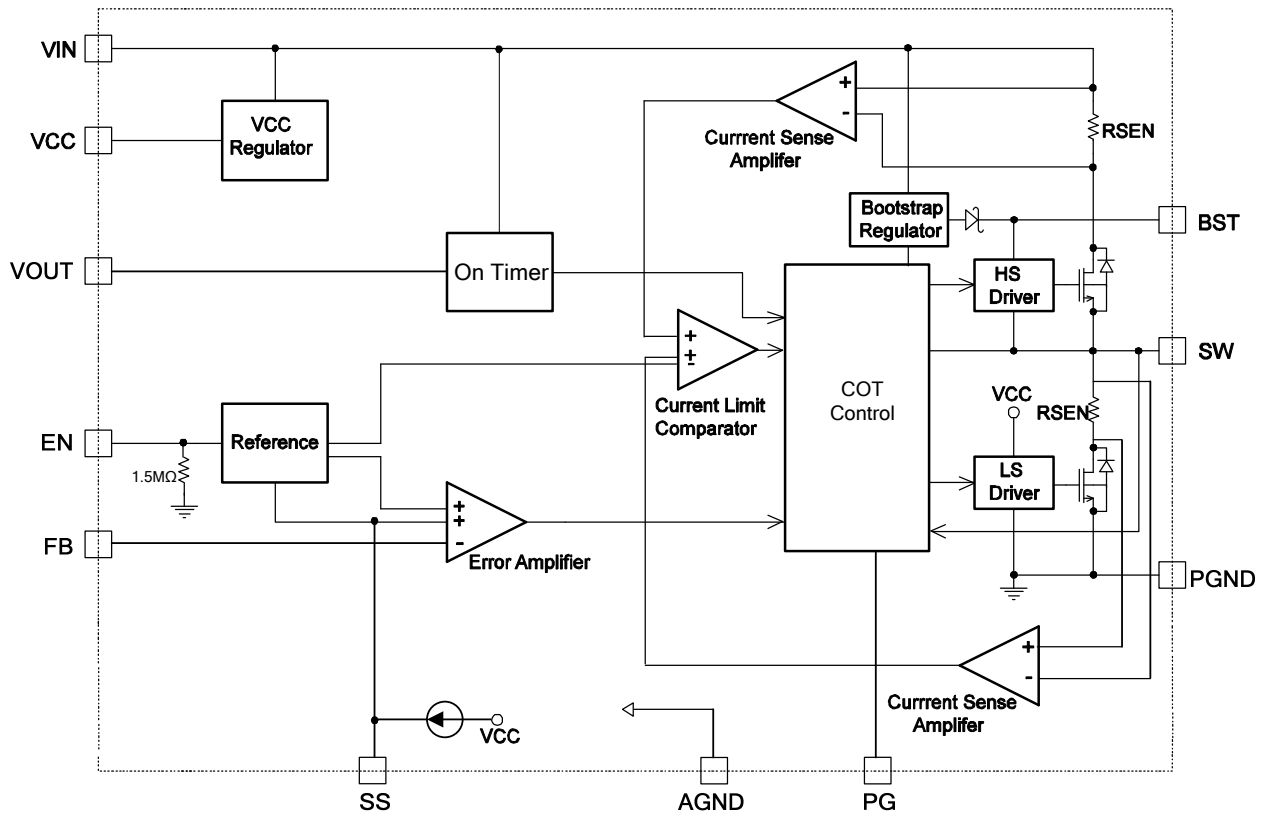 VIN
VCC
Regulator
VCC
Currrent Sense
Amplifer
RSEN
Bootstrap
Regulator
BST
VOUT
On Timer
HS
Driver
SW
COT
Control
Current Limit
Comparator
VCC
RSEN
EN
Reference
1.5MΩ
LS
Driver
FB
Error Amplifier
PGND
Currrent Sense
Amplifer
VCC
SS
AGND
PG
+
-
+
+
-
+
+
-
+
-